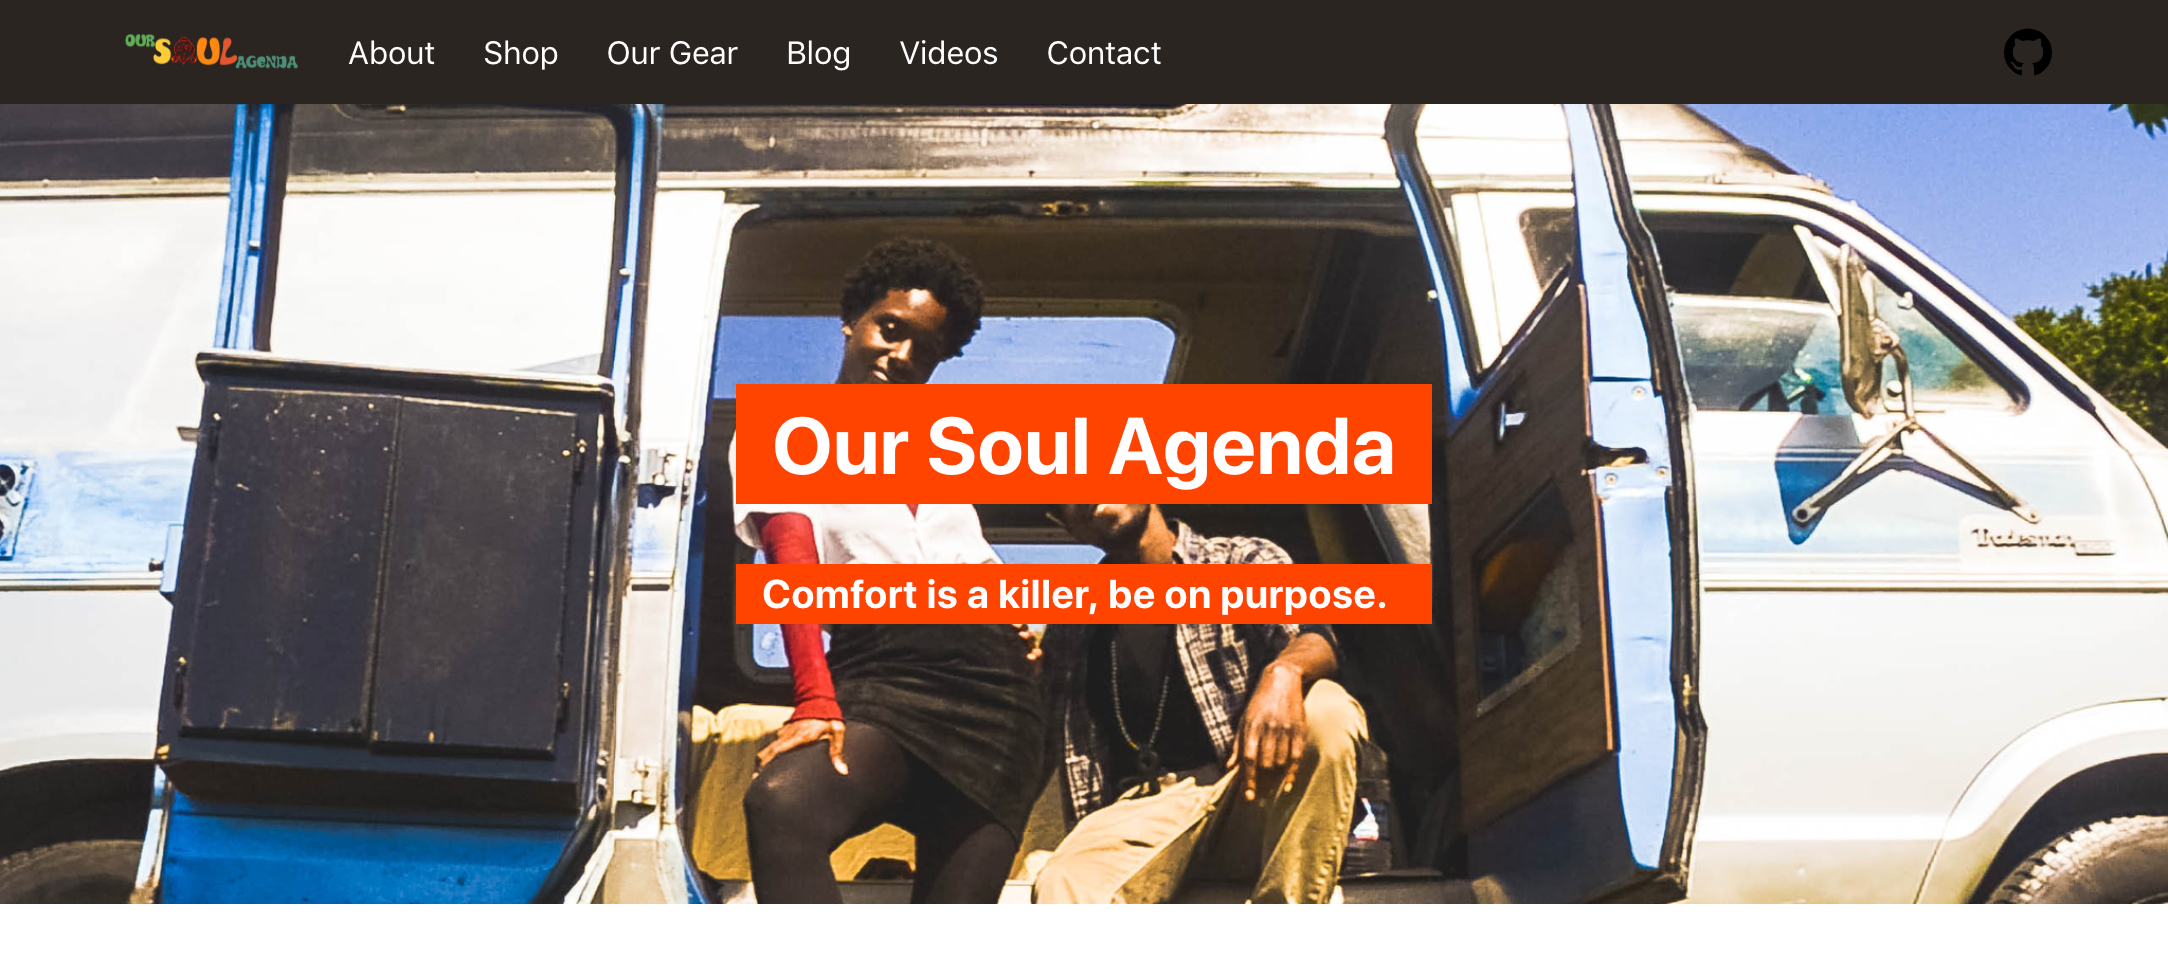 OUR SOUL AGENDA
About
Shop
Our Gear
Blog
Videos
Contact
Our Soul Agenda
Comfort is a killer, be on purpose.
Tradesman